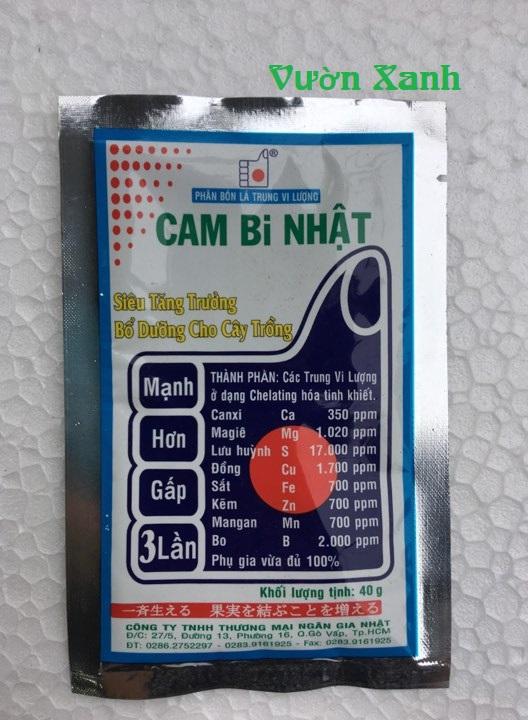 Vườn Xanh
®
PHÂN BÓN LÁ TRUNG VI LƯỢNG
CAM Bi NHẬT
Siêu Tăng Trưởng
Bổ Dưỡng Cho Cây Trồng
Mạnh
Hơn
Gấp
3 Lần
THÀNH PHẦN: Các Trung Vi Lượng
ở dạng Chelating hóa tinh khiết.
Canxi Ca 350 ppm
Magiê Mg 1.020 ppm
Lưu huỳnh S 17.000 ppm
Đồng Cu 1.700 ppm
Sắt Fe 700 ppm
Kẽm Zn 700 ppm
Mangan Mn 700 ppm
Bo B 2.000 ppm
Phụ gia vừa đủ 100%
Khối lượng tịnh: 40 g
一斉生える 果実を結ぶことを増える
CÔNG TY TNHH THƯƠNG MẠI NGÂN GIA NHẬT
Đ/C: 27/5, Đường 13, Phường 16, Q.Gò Vấp, Tp.HCM
ĐT: 0286.2752297 - 0283.9161925 - Fax: 0283.9161925